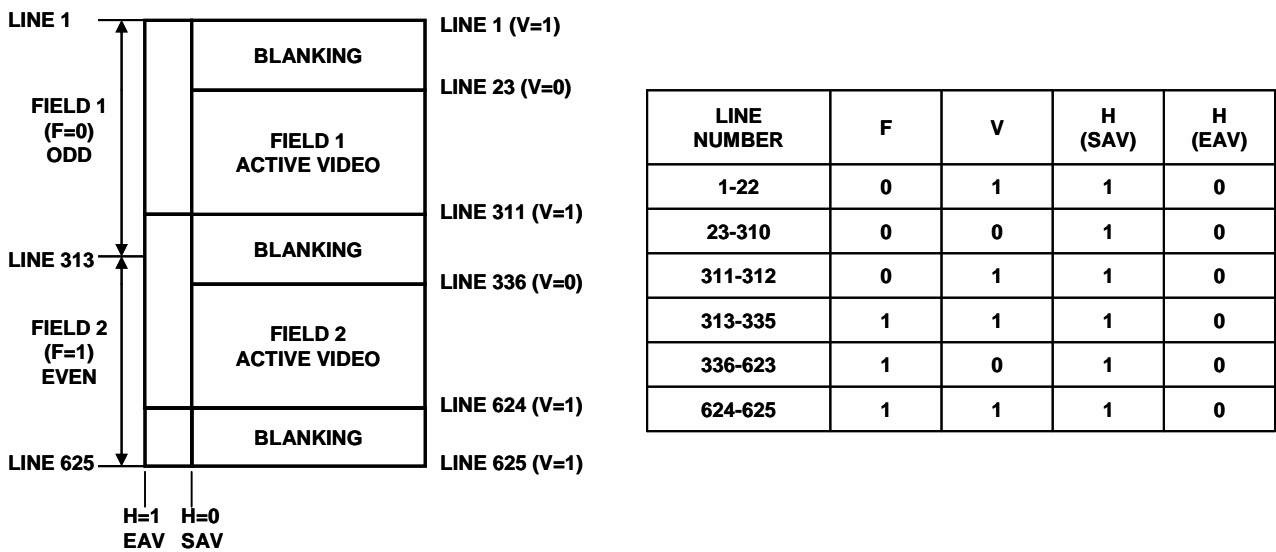 LINE 1
LINE 1 (V=1)
BLANKING
LINE 23 (V=0)
FIELD 1
(F=0)
ODD
FIELD 1
ACTIVE VIDEO
LINE 311 (V=1)
BLANKING
LINE 313
LINE 336 (V=0)
FIELD 2
(F=1)
EVEN
FIELD 2
ACTIVE VIDEO
LINE 624 (V=1)
BLANKING
LINE 625
LINE 625 (V=1)
H=1
EAV
H=0
SAV
LINE
NUMBER
F
V
H
(SAV)
H
(EAV)
1-22 0 1 1 0
23-310 0 0 1 0
311-312 0 1 1 0
313-335 1 1 1 0
336-623 1 0 1 0
624-625 1 1 1 0